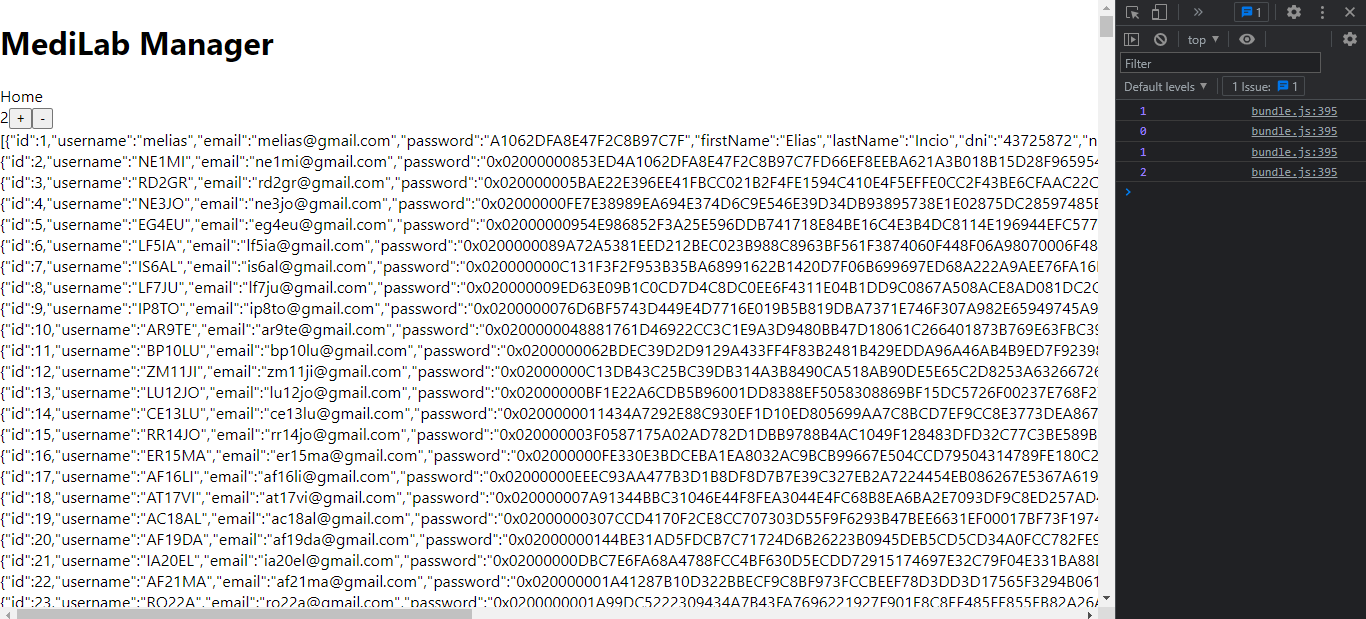 MediLab Manager
Home
2 + -
[{"id":1,"username":"melias","email":"melias@gmail.com","password":"A1062DFA8E47F2C8B97C7F","firstName":"Elias","lastName":"Incio","dni":"43725872","n
{"id":2,"username":"NE1MI","email":"ne1mi@gmail.com","password":"0x02000000853ED4A1062DFA8E47F2C8B97C7FD66EF8EEBA621A3B018B15D28F965954
{"id":3,"username":"RD2GR","email":"rd2gr@gmail.com","password":"0x020000005BAE22E396EE41FBCC021B2F4FE1594C410E4F5EFFE0CC2F43BE6CFAAC22C
{"id":4,"username":"NE3JO","email":"ne3jo@gmail.com","password":"0x02000000FE7E38989EA694E374D6C9E546E39D34DB93895738E1E02875DC28597485E
{"id":5,"username":"EG4EU","email":"eg4eu@gmail.com","password":"0x02000000954E986852F3A25E596DDB741718E84BE16C4E3B4DC8114E196944EFC577
{"id":6,"username":"LF5IA","email":"lf5ia@gmail.com","password":"0x0200000089A72A5381EED212BEC023B988C8963BF561F3874060F448F06A98070006F48
{"id":7,"username":"IS6AL","email":"is6al@gmail.com","password":"0x020000000C131F3F2F953B35BA68991622B1420D7F06B699697ED68A222A9AEE76FA16
{"id":8,"username":"LF7JU","email":"lf7ju@gmail.com","password":"0x020000009ED63E09B1C0CD7D4C8DC0EE6F4311E04B1DD9C0867A508ACE8AD081DC2C
{"id":9,"username":"IP8TO","email":"ip8to@gmail.com","password":"0x0200000076D6BF5743D449E4D7716E019B5B819DBA7371E746F307A982E65949745A9
{"id":10,"username":"AR9TE","email":"ar9te@gmail.com","password":"0x0200000048881761D46922CC3C1E9A3D9480BB47D18061C266401873B769E63FBC39
{"id":11,"username":"BP10LU","email":"bp10lu@gmail.com","password":"0x0200000062BDEC39D2D9129A433FF4F83B2481B429EDDA96A46AB4B9ED7F92398
{"id":12,"username":"ZM11JI","email":"zm11ji@gmail.com","password":"0x02000000C13DB43C25BC39DB314A3B8490CA518AB90DE5E65C2D8253A63266726
{"id":13,"username":"LU12JO","email":"lu12jo@gmail.com","password":"0x02000000BF1E22A6CDB5B96001DD8388EF5058308869BF15DC5726F00237E768F2
{"id":14,"username":"CE13LU","email":"ce13lu@gmail.com","password":"0x0200000011434A7292E88C930EF1D10ED805699AA7C8BCD7EF9CC8E3773DEA867
{"id":15,"username":"RR14JO","email":"rr14jo@gmail.com","password":"0x020000003F0587175A02AD782D1DBB9788B4AC1049F128483DFD32C77C3BE589B
{"id":16,"username":"ER15MA","email":"er15ma@gmail.com","password":"0x02000000FE330E3BDCEBA1EA8032AC9BCB99667E504CCD79504314789FE180C2
{"id":17,"username":"AF16LI","email":"af16li@gmail.com","password":"0x02000000EEEC93AA477B3D1B8DF8D7B7E39C327EB2A7224454EB086267E5367A619
{"id":18,"username":"AT17VI","email":"at17vi@gmail.com","password":"0x020000007A91344BBC31046E44F8FEA3044E4FC68B8EA6BA2E7093DF9C8ED257AD
{"id":19,"username":"AC18AL","email":"ac18al@gmail.com","password":"0x02000000307CCD4170F2CE8CC707303D55F9F6293B47BEE6631EF00017BF73F1974
{"id":20,"username":"AF19DA","email":"af19da@gmail.com","password":"0x02000000144BE31AD5FDCB7C71724D6B26223B0945DEB5CD5CD34A0FCC782FE9
{"id":21,"username":"IA20EL","email":"ia20el@gmail.com","password":"0x02000000DBC7E6FA68A4788FCC4BF630D5ECDD72915174697E32C79F04E331BA88
{"id":22,"username":"AF21MA","email":"af21ma@gmail.com","password":"0x020000001A41287B10D322BBECF9C8BF973FCCBEEF78D3DD3D17565F3294B061
{"id":23,"username":"RO22A","email":"ro22a@gmail.com","password":"0x0200000001A99DC5222309434A7B43FA7696221927F901F8C8FF485FF855FB82A26A
1
top
Filter
Default levels
1 Issue: 1
1 bundle.js:395
0 bundle.js:395
1 bundle.js:395
2 bundle.js:395